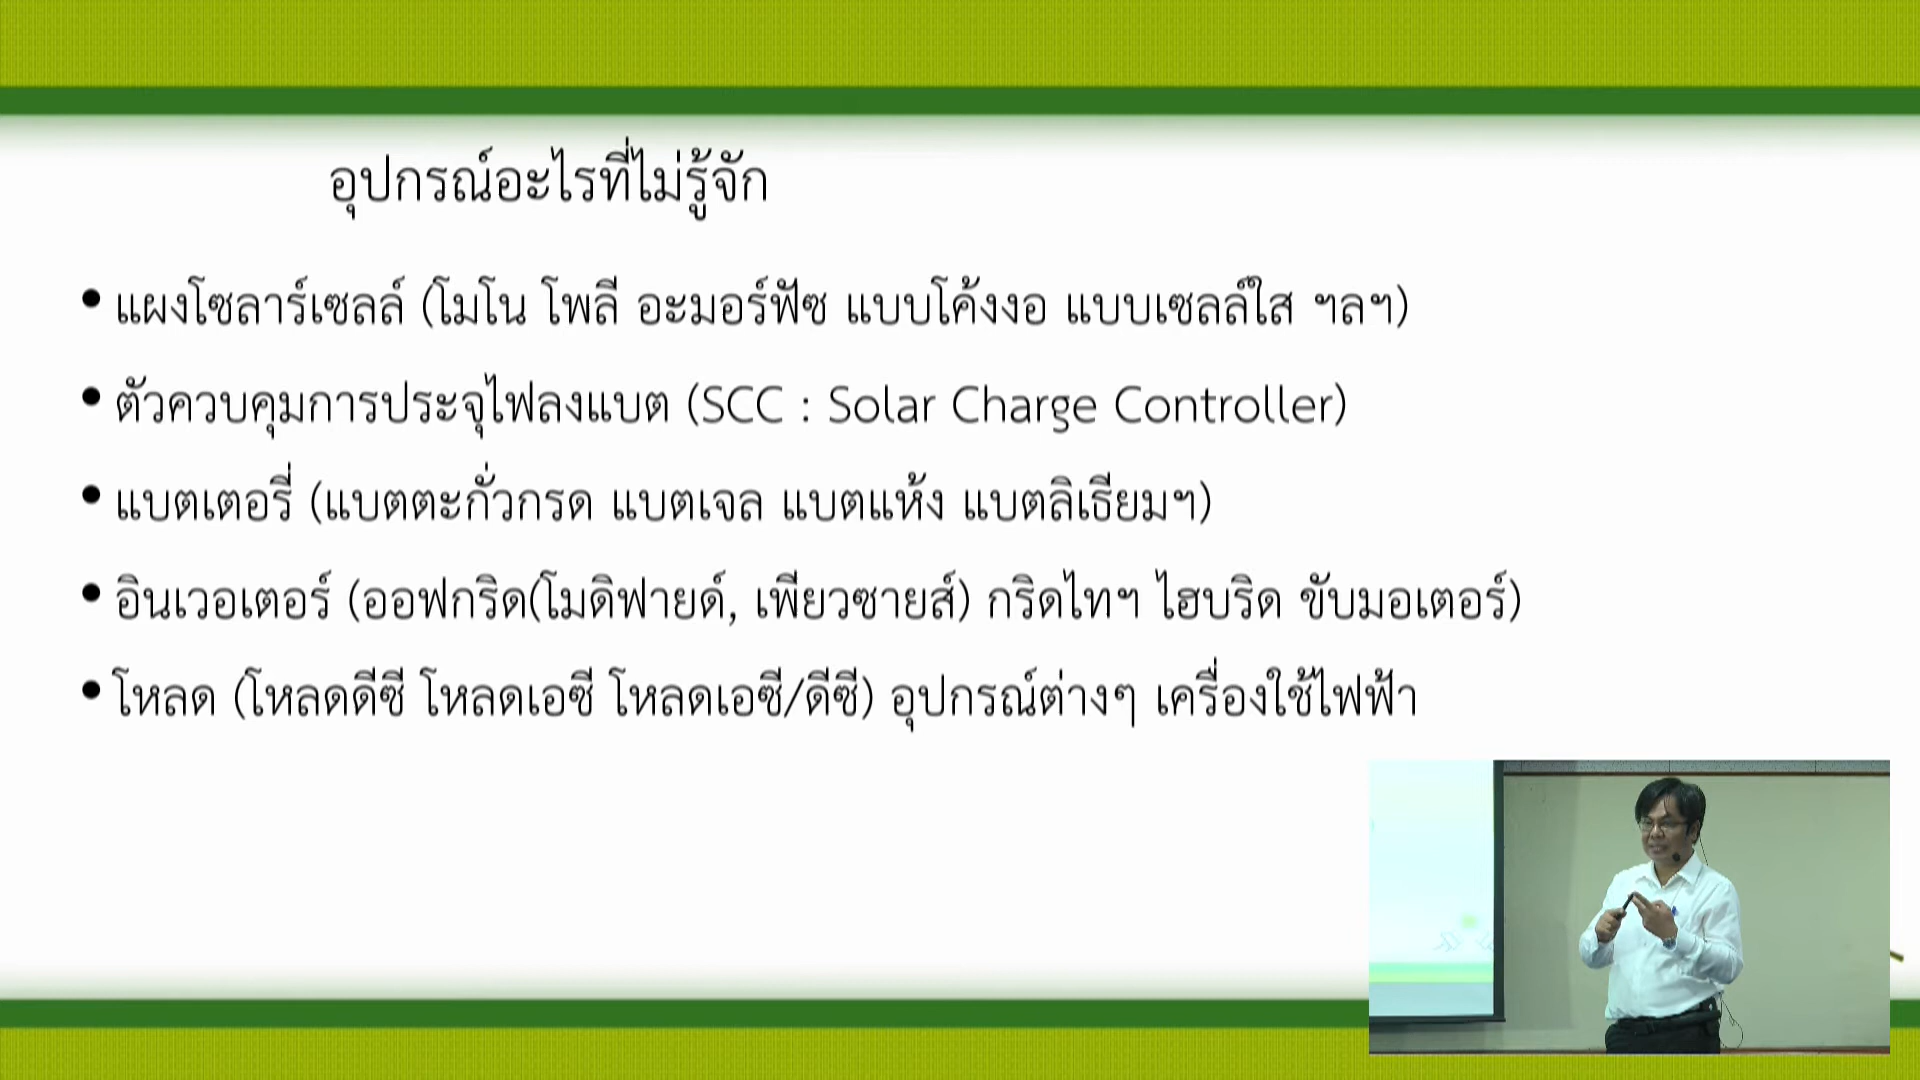 อุปกรณ์อะไรที่ไม่รู้จัก
• แผงโซลาร์เซลล์ (โมโน โพลี อะมอร์ฟัซ แบบโค้งงอ แบบเซลล์ใส ฯลฯ)
• ตัวควบคุมการประจุไฟลงแบต (SCC : Solar Charge Controller)
• แบตเตอรี่ (แบตตะกั่วกรด แบตเจล แบตแห้ง แบตลิเธียมฯ)
• อินเวอเตอร์ (ออฟกริด(โมดิฟายด์, เพียวซายส์) กริดไทฯ ไฮบริด ขับมอเตอร์)
• โหลด (โหลดดีซี โหลดเอซี โหลดเอซี/ดีซี) อุปกรณ์ต่างๆ เครื่องใช้ไฟฟ้า